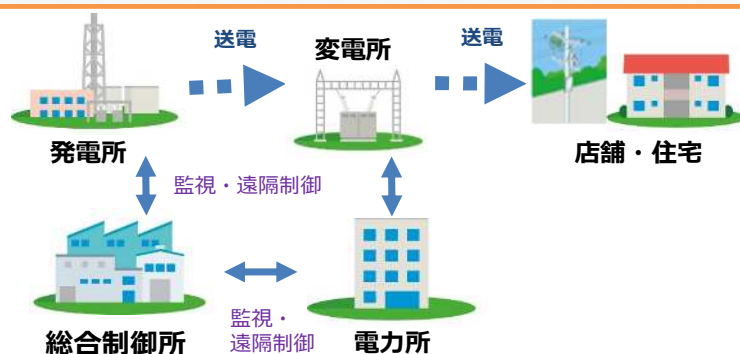 送電
変電所
送電
発電所
店舗・住宅
監視・遠隔制御
監視・
遠隔制御
総合制御所
電力所